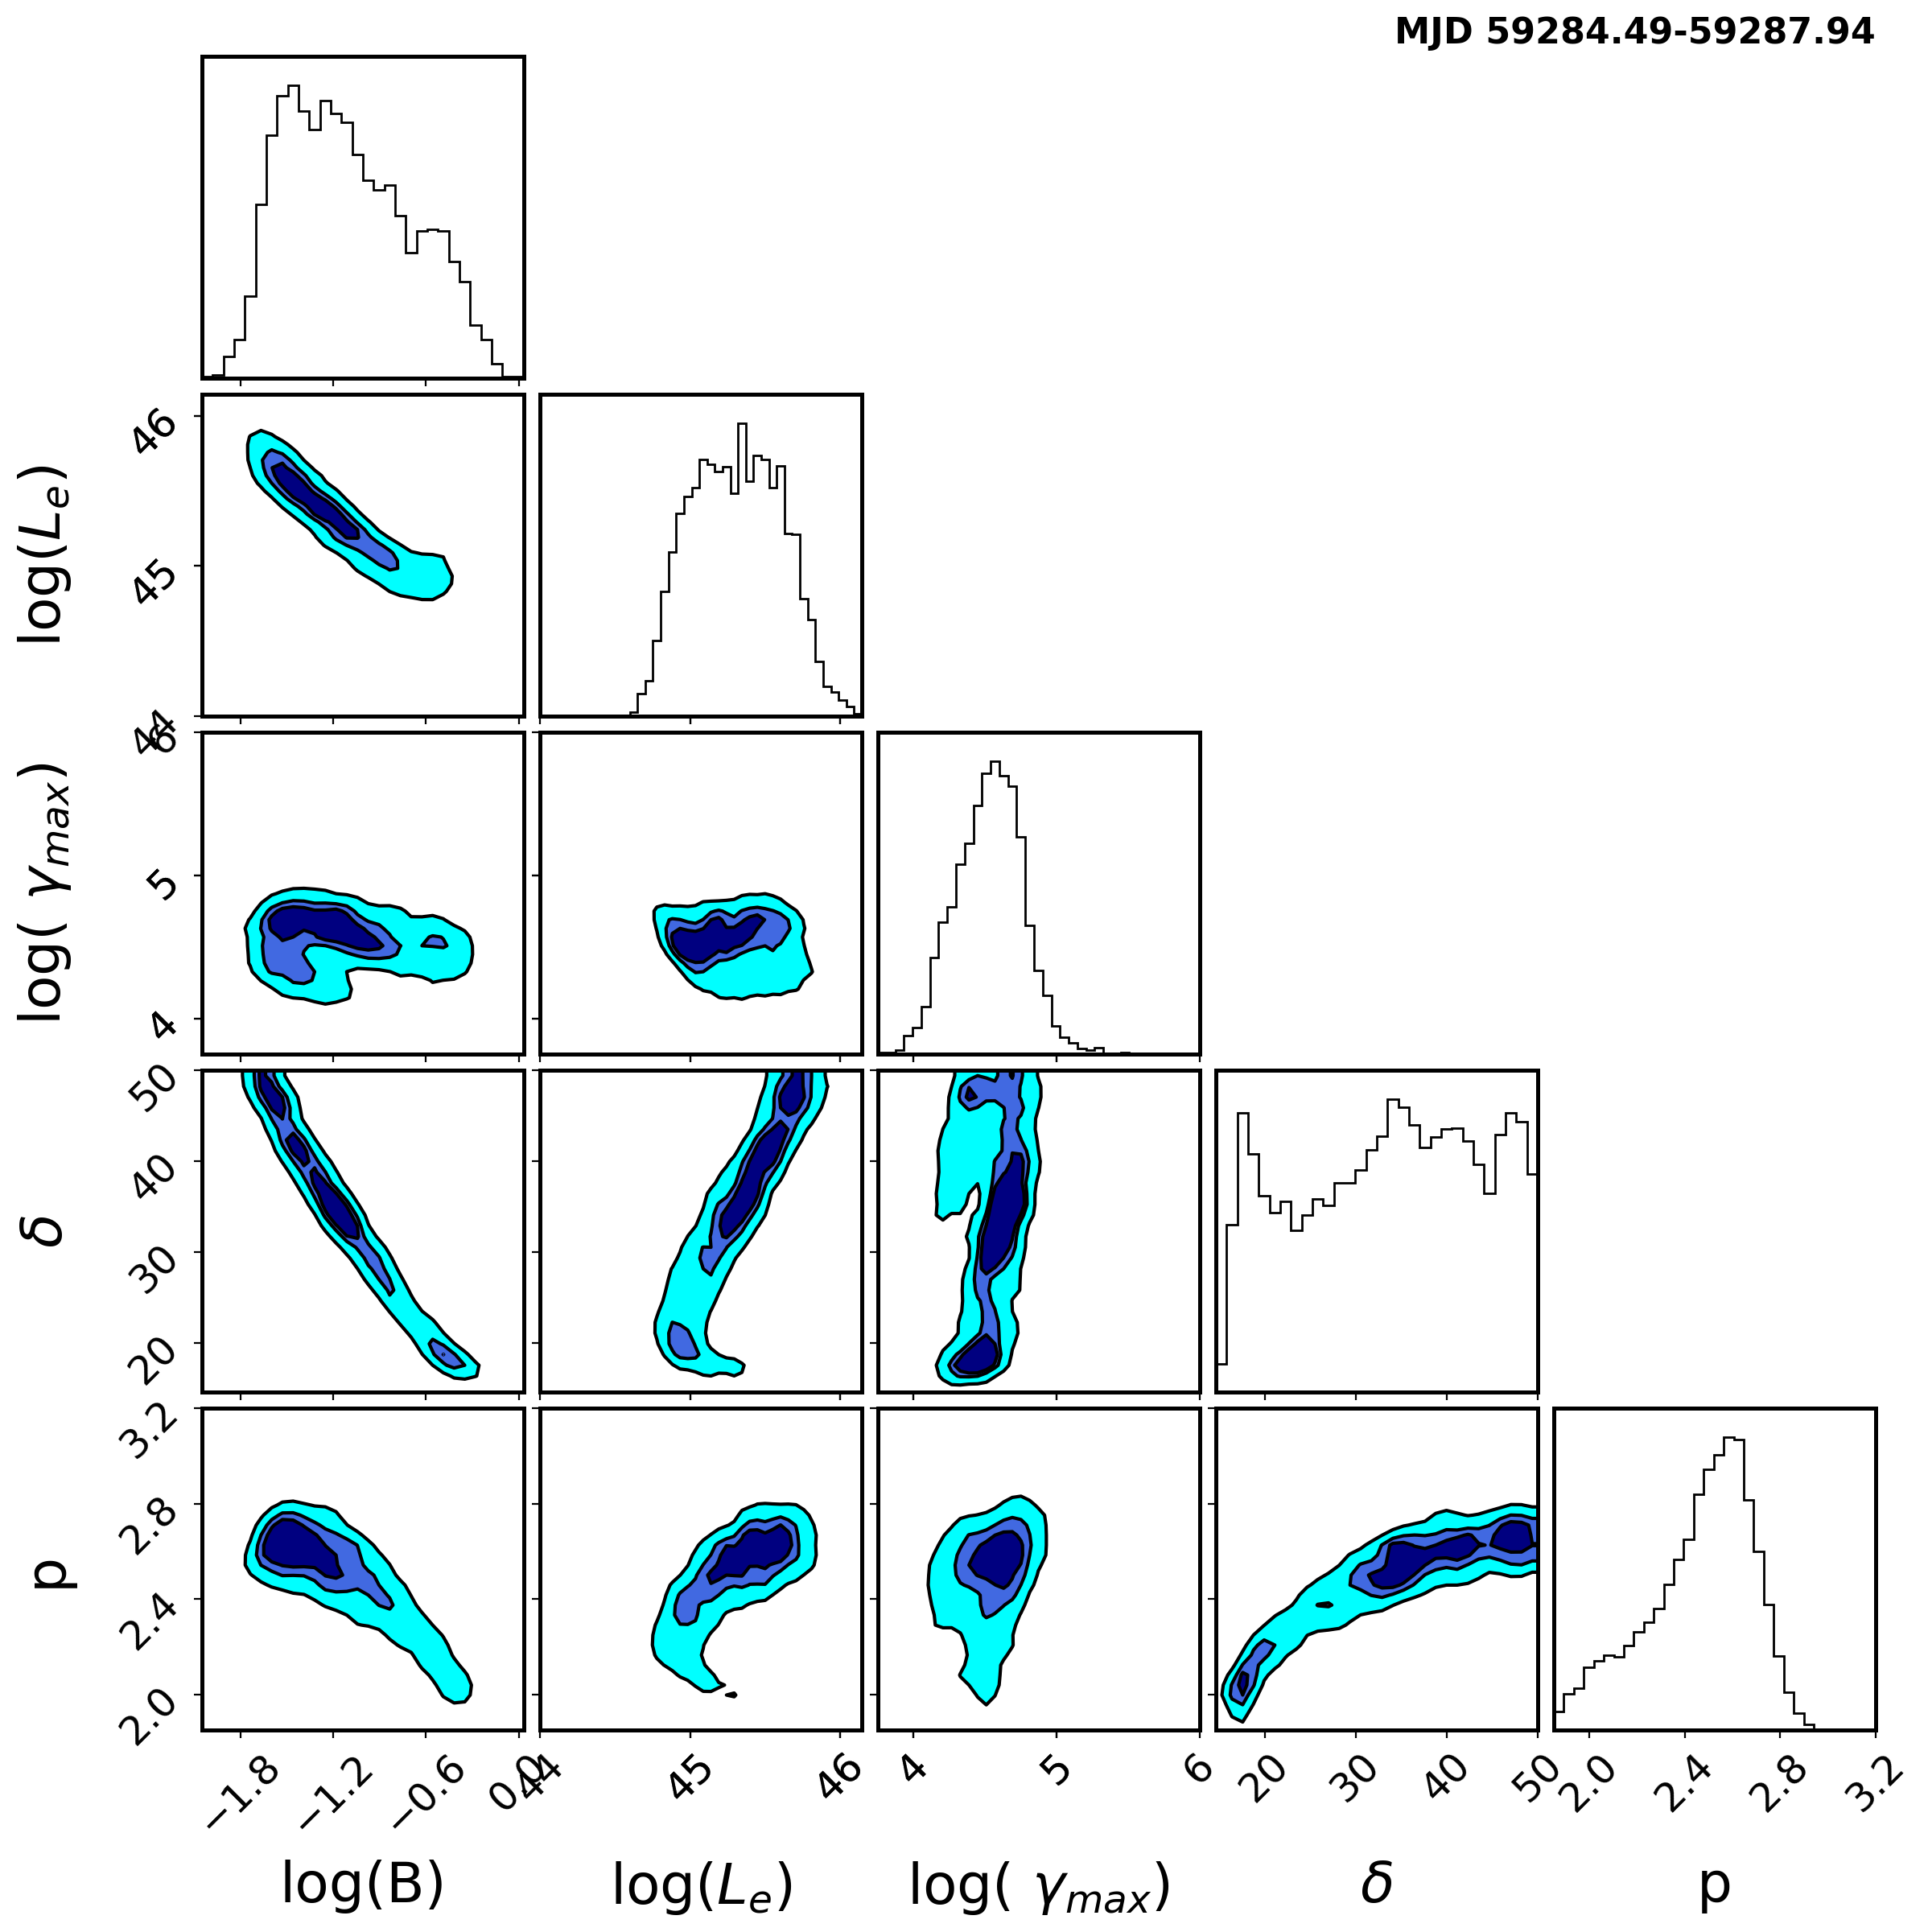 MJD 59284.49-59287.94
46
log(L_e)
45
44
6
log( γ_max)
5
4
50
40
δ
30
20
3.2
2.8
p
2.4
2.0
−1.8 −1.2 −0.6 0.0 44 45 46 4 5 6 20 30 40 50 2.0 2.4 2.8 3.2
log(B) log(L_e) log( γ_max) δ p